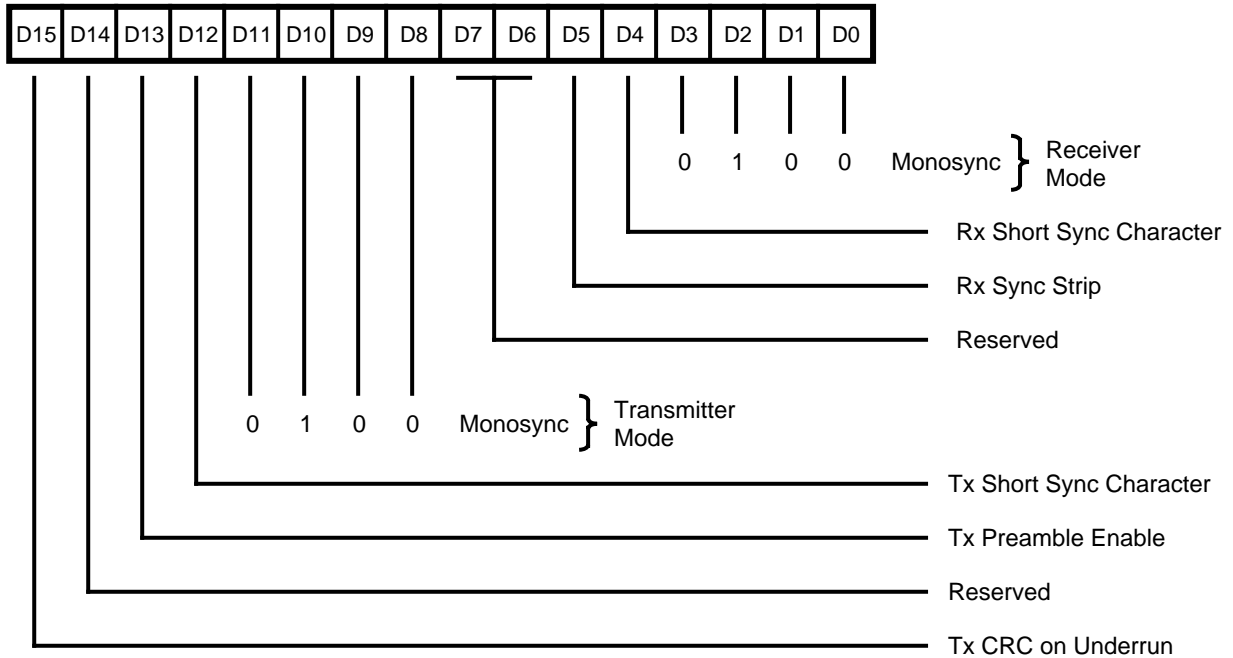 D15 D14 D13 D12 D11 D10 D9 D8 D7 D6 D5 D4 D3 D2 D1 D0
0 1 0 0 Monosync } Receiver
Mode
Rx Short Sync Character
Rx Sync Strip
Reserved
0 1 0 0 Monosync } Transmitter
Mode
Tx Short Sync Character
Tx Preamble Enable
Reserved
Tx CRC on Underrun